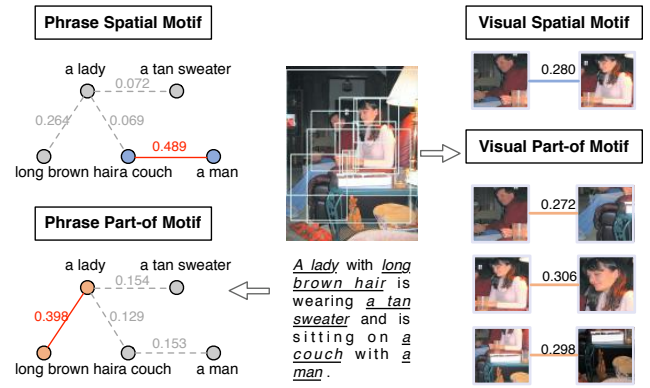 Phrase Spatial Motif
a lady
a tan sweater
0.072
0.264
0.069
0.489
long brown hair
a couch
a man
Phrase Part-of Motif
a lady
a tan sweater
0.154
0.398
0.129
0.153
long brown hair
a couch
a man
A lady with long
brown hair is
wearing a tan
sweater and is
sitting on a
couch with a
man .
Visual Spatial Motif
0.280
Visual Part-of Motif
0.272
0.306
0.298